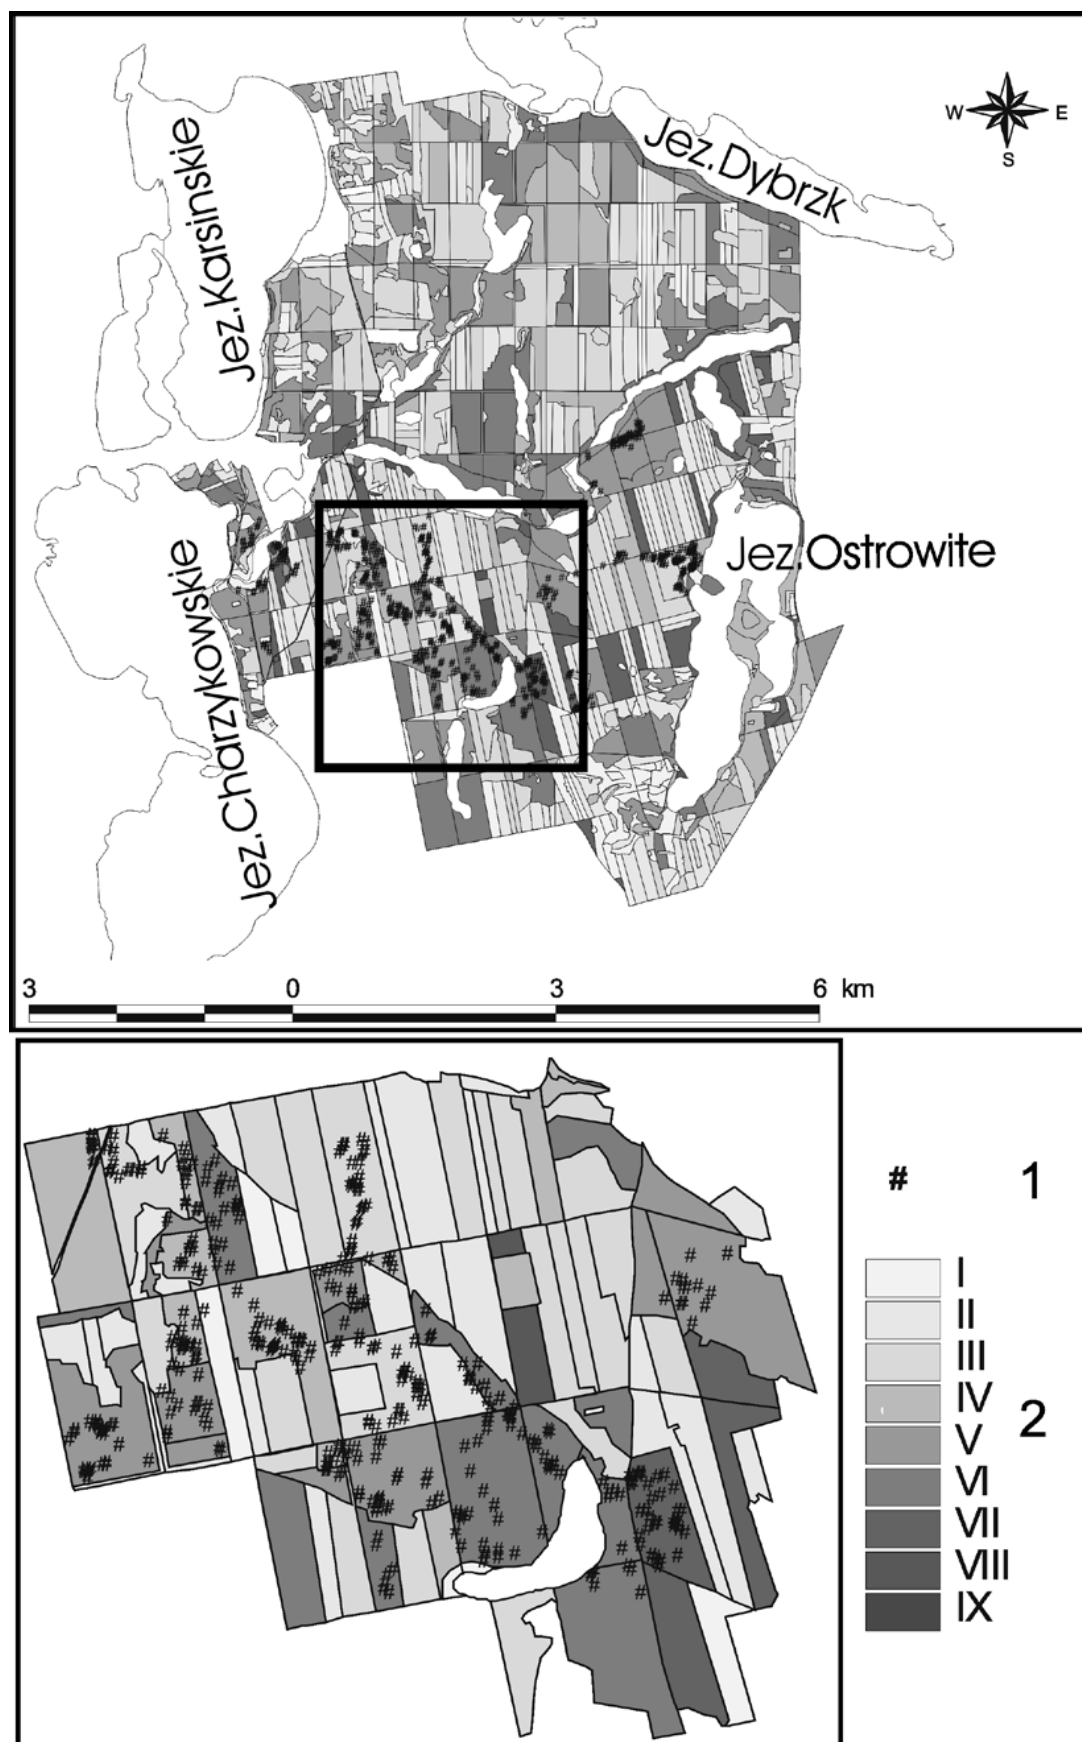 W E
S
Jez.Karsinskie
Jez.Dybrzk
Jez.Ostrowite
Jez.Charzykowskie
3 0 3 6 km
# 1
I
II
III
IV
V
VI
VII
VIII
IX
2